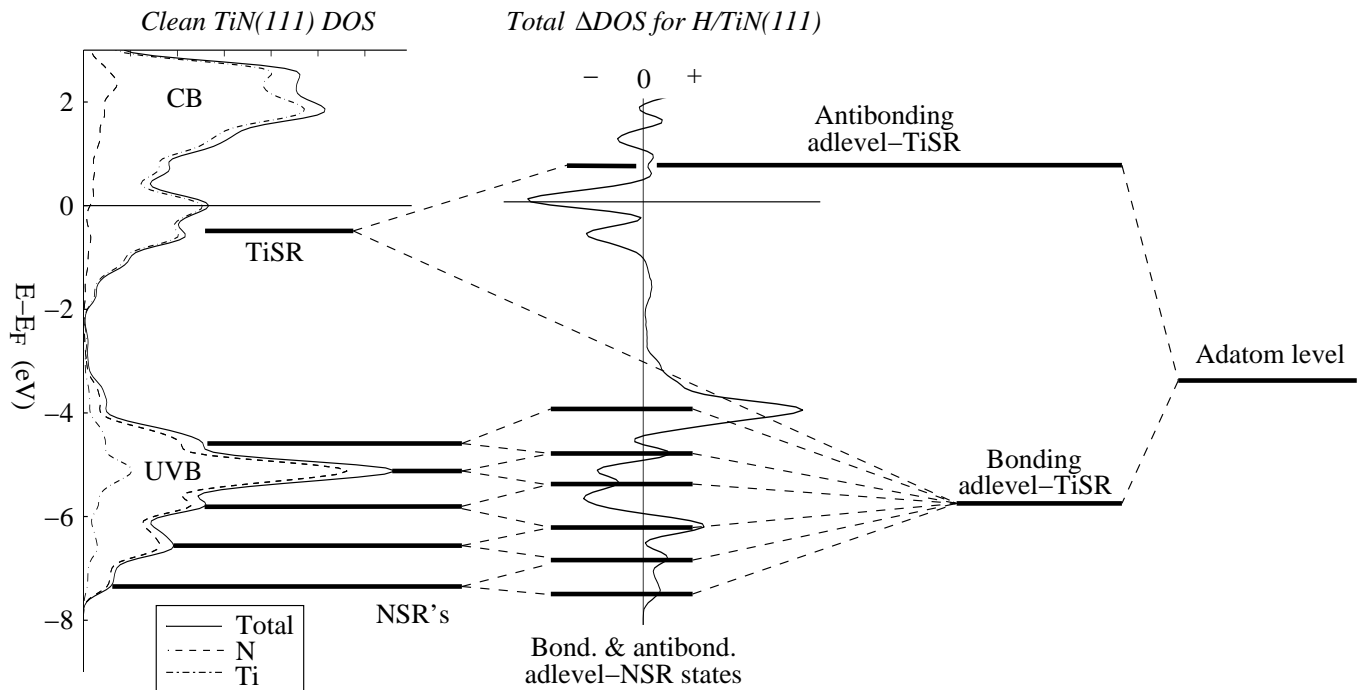 Clean TiN(111) DOS
Total ΔDOS for H/TiN(111)
− 0 +
CB
2
0
−2
−4
−6
−8
E−EF (eV)
TiSR
UVB
NSR's
Antibonding
adlevel−TiSR
Adatom level
Bonding
adlevel−TiSR
Total
N
Ti
Bond. & antibond.
adlevel−NSR states